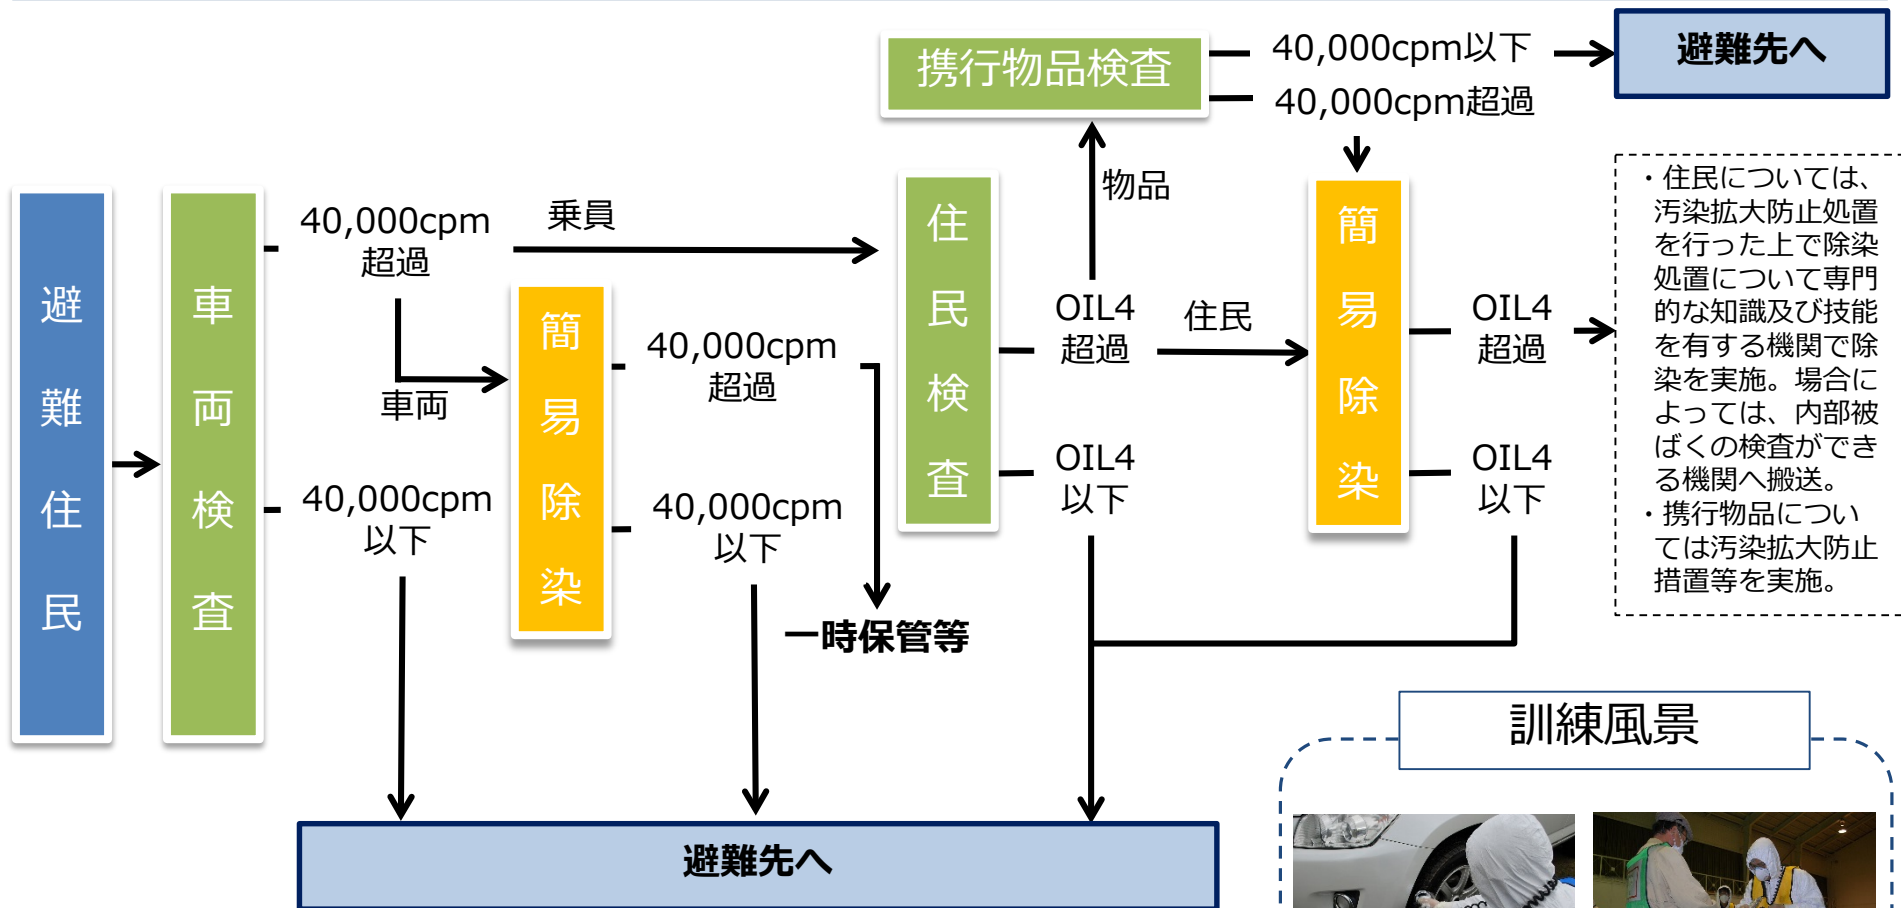 避難住民
車両検査
40,000cpm
超過
乗員
車両
40,000cpm
以下
簡易除染
40,000cpm
超過
40,000cpm
以下
一時保管等
住民検査
物品
OIL4
超過
住民
OIL4
以下
携行物品検査
40,000cpm以下
40,000cpm超過
避難先へ
簡易除染
OIL4
超過
OIL4
以下
・住民については、
汚染拡大防止処置
を行った上で除染
処置について専門
的な知識及び技能
を有する機関で除
染を実施。場合に
よっては、内部被
ばくの検査ができ
る機関へ搬送。
・携行物品につい
ては汚染拡大防止
措置等を実施。
避難先へ
訓練風景